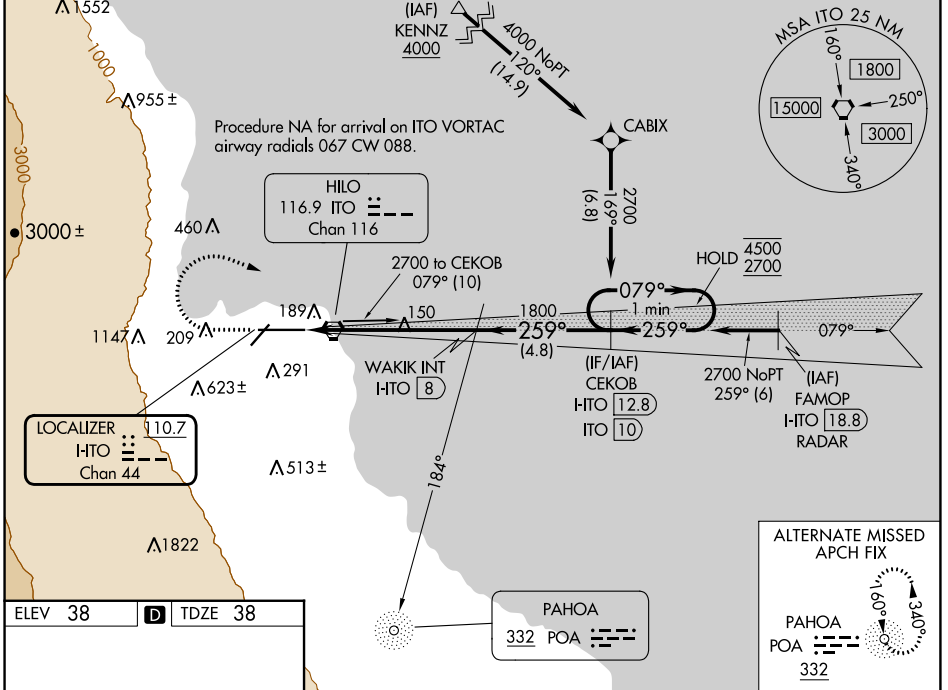 1552
(IAF)
KENNZ
4000
4000 NoPT
120°
(14.9)
MSA ITO 25 NM
160°
1800
15000
250°
3000
340°
1000
955 ±
3000
Procedure NA for arrival on ITO VORTAC
airway radials 067 CW 088.
CABIX
2700
169°
(6.8)
HILO
116.9 ITO
Chan 116
3000 ±
460
2700 to CEKOB
079° (10)
HOLD 4500
2700
079°
1 min
189
150
1800
1147
209
259°
(4.8)
259°
079°
WAKIK INT
I-ITO 8
(IF/IAF)
CEKOB
I-ITO 12.8
ITO 10
2700 NoPT
259° (6)
(IAF)
FAMOP
I-ITO 18.8
RADAR
291
623 ±
LOCALIZER 110.7
I-ITO
Chan 44
513 ±
184°
1822
ALTERNATE MISSED
APCH FIX
160°
340°
PAHOA
POA
332
PAHOA
332 POA
ELEV 38 D TDZE 38